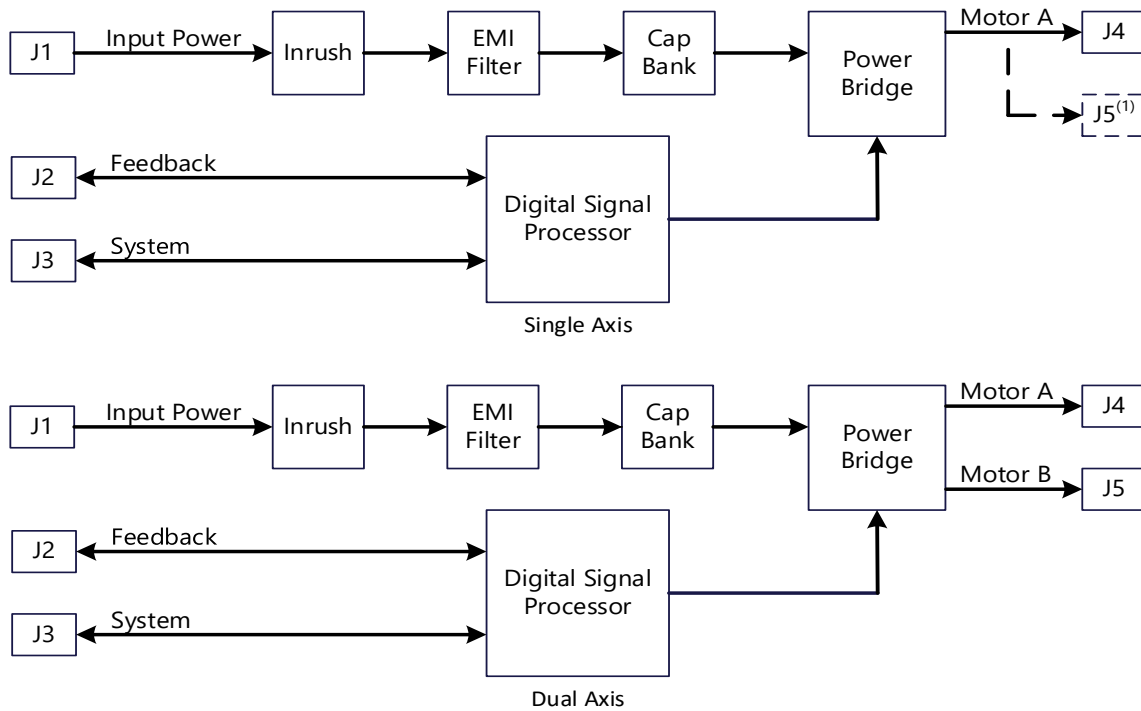 J1
Input Power
Inrush
EMI
Filter
Cap
Bank
Power
Bridge
Motor A
J4
J5(1)
J2
Feedback
Digital Signal
Processor
J3
System
Single Axis
J1
Input Power
Inrush
EMI
Filter
Cap
Bank
Power
Bridge
Motor A
J4
Motor B
J5
J2
Feedback
Digital Signal
Processor
J3
System
Dual Axis